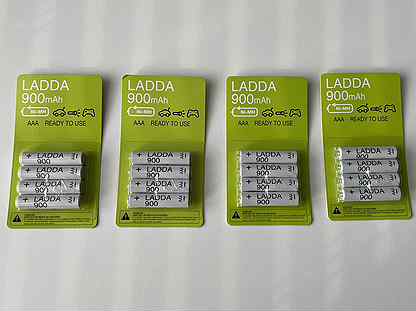 LADDA
900mAh
Ni-MH
AAA READY TO USE
+ LADDA
900
+ LADDA
900
+ LADDA
900
+ LADDA
900
LADDA
900mAh
Ni-MH
AAA READY TO USE
+ LADDA
900
+ LADDA
900
+ LADDA
900
+ LADDA
900
LADDA
900mAh
Ni-MH
AAA READY TO USE
+ LADDA
900
+ LADDA
900
+ LADDA
900
+ LADDA
900
LADDA
900mAh
Ni-MH
AAA READY TO USE
+ LADDA
900
+ LADDA
900
+ LADDA
900
+ LADDA
900